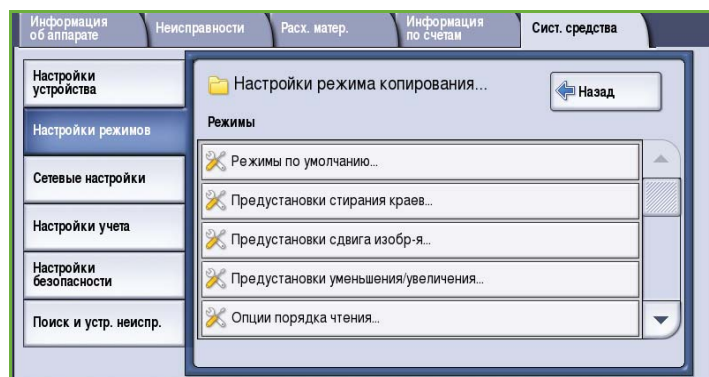 Информация
об аппарате
Неисправности
Расх. матер.
Информация
по счетам
Сист. средства
Настройки
устройства
Настройки режимов
Сетевые настройки
Настройки учета
Настройки
безопасности
Поиск и устр. неиспр.
Настройки режима копирования...
Назад
Режимы
Режимы по умолчанию...
Предустановки стирания краев...
Предустановки сдвига изобр-я...
Предустановки уменьшения/увеличения...
Опции порядка чтения...